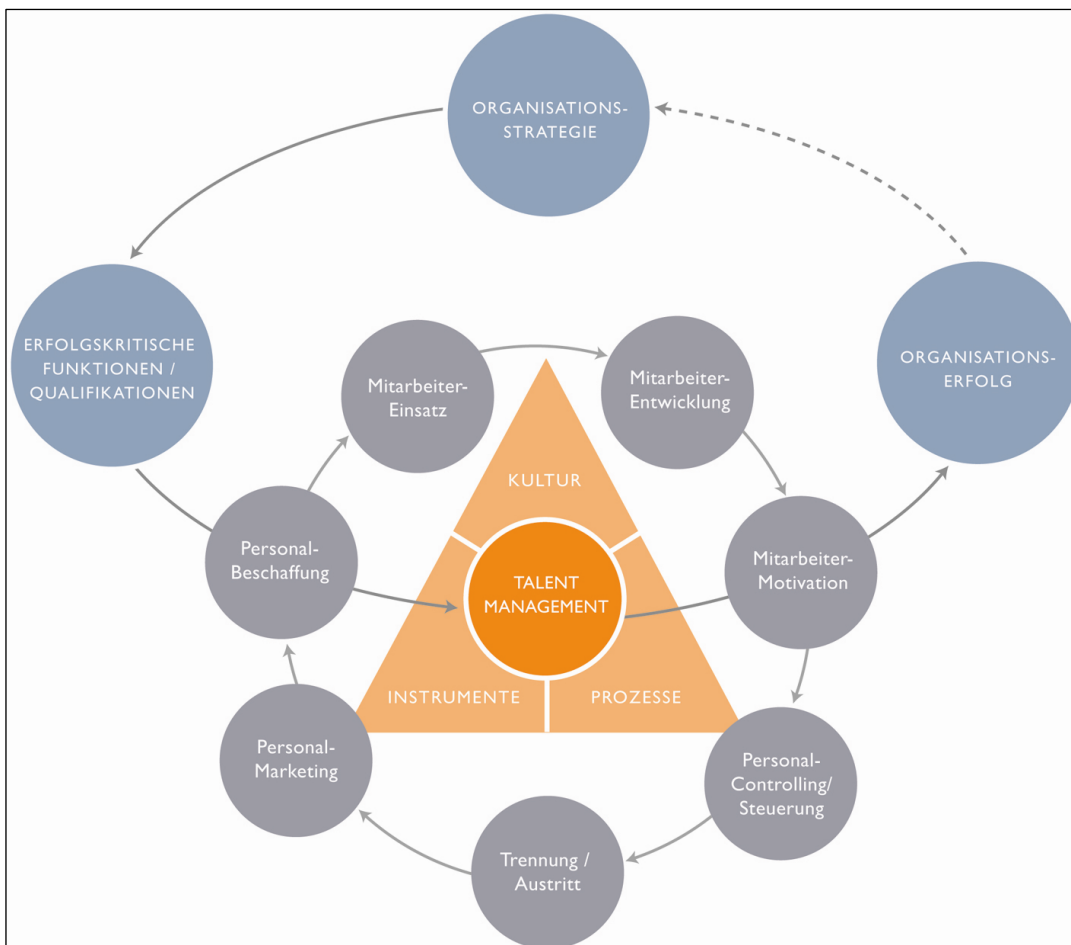 ORGANISATIONS-
STRATEGIE
ERFOLGSKRITISCHE
FUNKTIONEN /
QUALIFIKATIONEN
ORGANISATIONS-
ERFOLG
Mitarbeiter-
Einsatz
Mitarbeiter-
Entwicklung
KULTUR
Personal-
Beschaffung
TALENT
MANAGEMENT
Mitarbeiter-
Motivation
INSTRUMENTE
PROZESSE
Personal-
Marketing
Personal-
Controlling/
Steuerung
Trennung /
Austritt